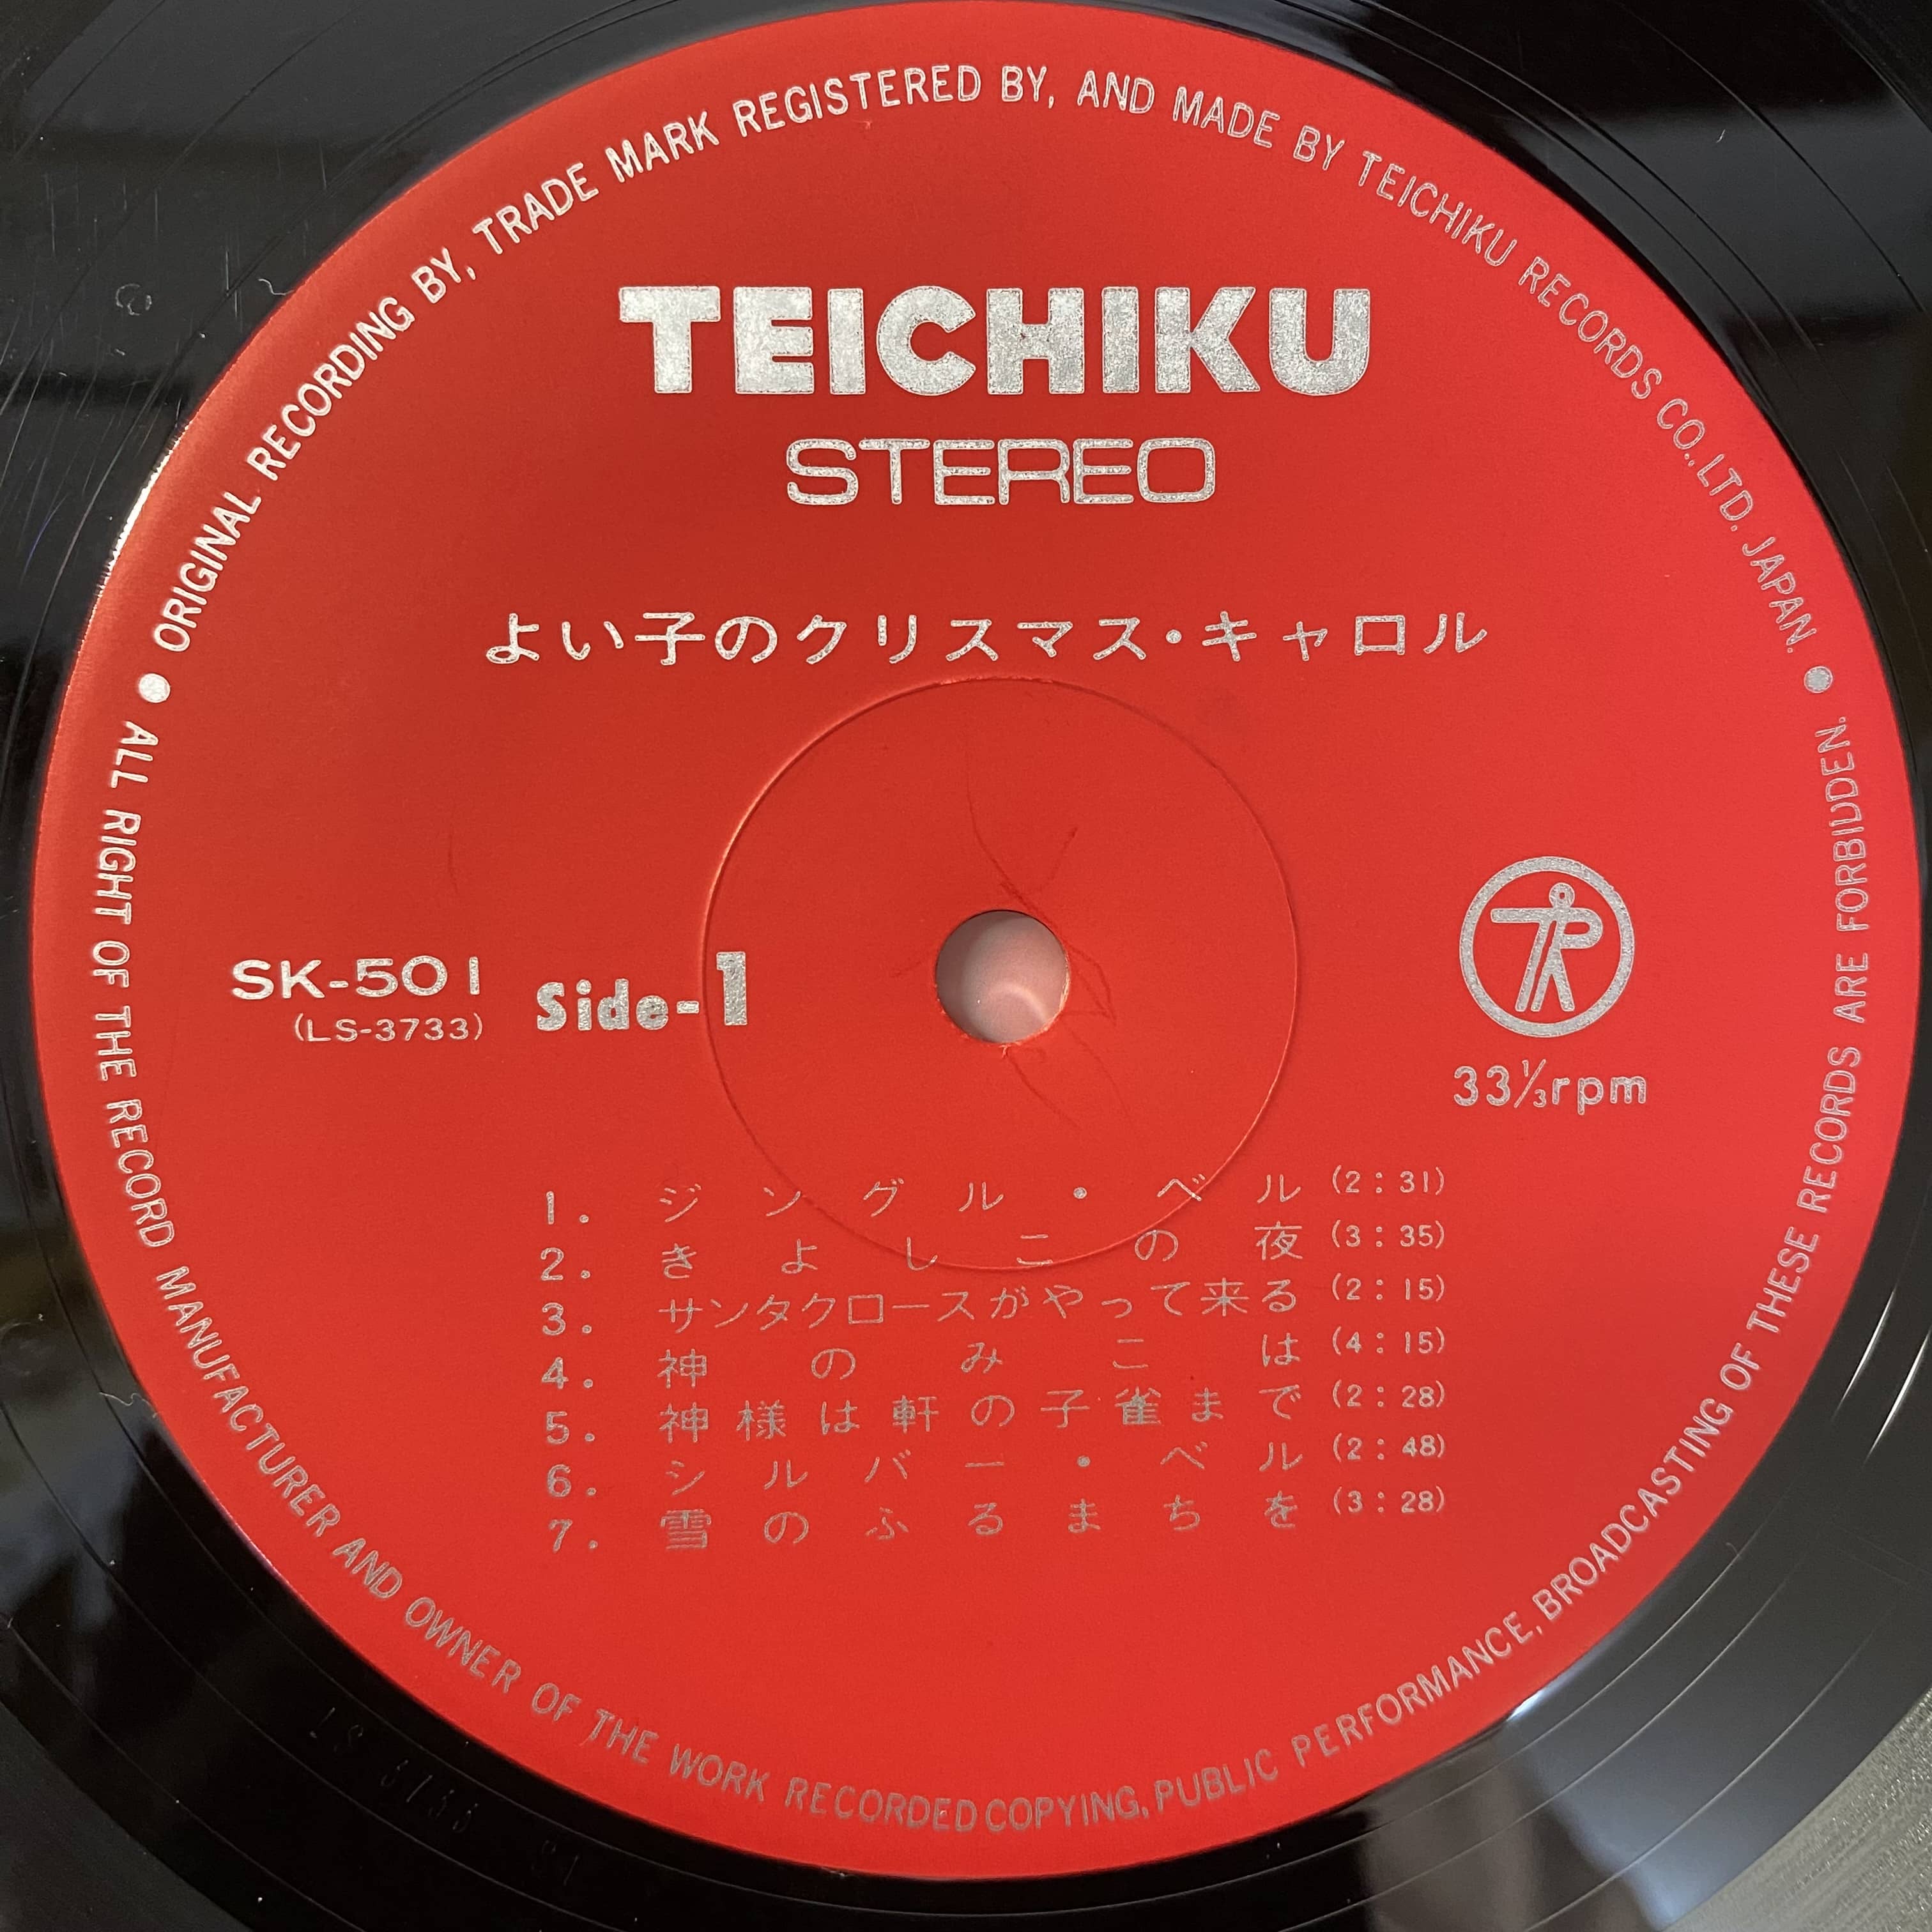 ● ORIGINAL RECORDING BY, TRADE MARK REGISTERED BY, AND MADE BY TEICHIKU RECORDS CO., LTD. JAPAN. ●
TEICHIKU
STEREO
よい子のクリスマス・キャロル
SK-501
(LS-3733)
Side-1
TR
33⅓rpm
1. ジングル・ベル (2:31)
2. きよしこの夜 (3:35)
3. サンタクロースがやって来る (2:15)
4. 神のみこは (4:15)
5. 神様は軒の子雀まで (2:28)
6. シルバー・ベル (2:48)
7. 雪のふるまちを (3:28)
ALL RIGHT OF THE RECORD MANUFACTURER AND OWNER OF THE WORK RECORDED COPYING, PUBLIC PERFORMANCE, BROADCASTING OF THESE RECORDS ARE FORBIDDEN.